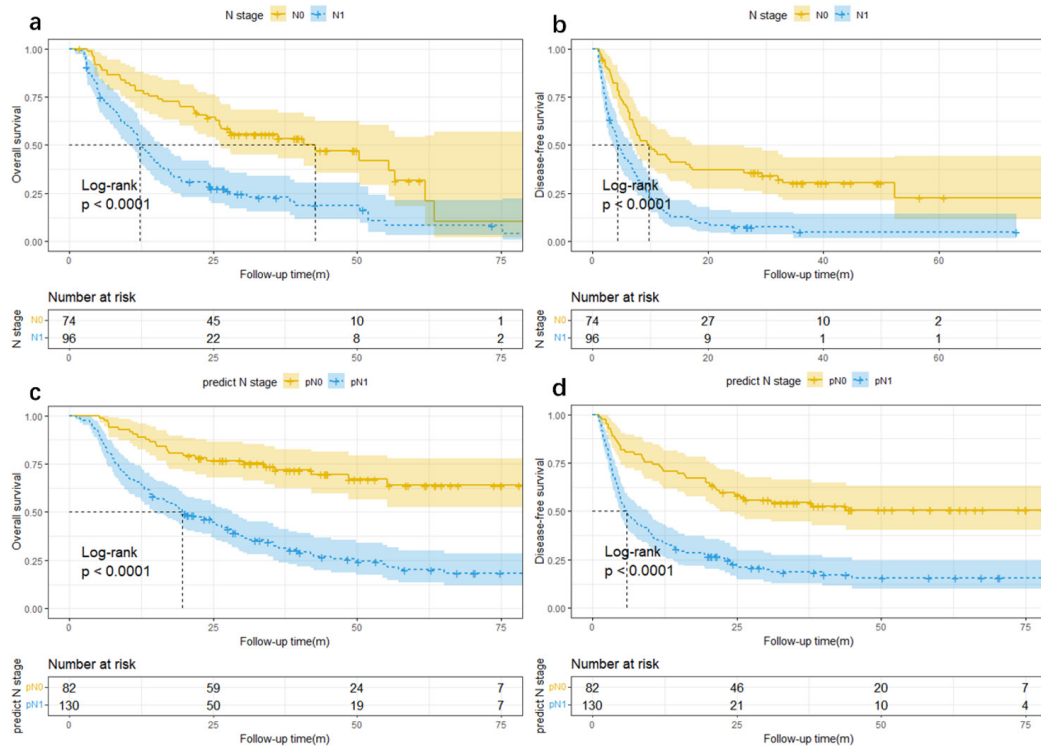 a
N stage N0 N1
1.00
0.75
0.50
0.25
0.00
Overall survival
Log-rank
p < 0.0001
0 25 50 75
Follow-up time(m)
Number at risk
N stage
N0 74 45 10 1
N1 96 22 8 2
0 25 50 75
Follow-up time(m)
b
N stage N0 N1
1.00
0.75
0.50
0.25
0.00
Disease-free survival
Log-rank
p < 0.0001
0 20 40 60
Follow-up time(m)
Number at risk
N stage
N0 74 27 10 2
N1 96 9 1 1
0 20 40 60
Follow-up time(m)
c
predict N stage pN0 pN1
1.00
0.75
0.50
0.25
0.00
Overall survival
Log-rank
p < 0.0001
0 25 50 75
Follow-up time(m)
Number at risk
predict N stage
pN0 82 59 24 7
pN1 130 50 19 7
0 25 50 75
Follow-up time(m)
d
predict N stage pN0 pN1
1.00
0.75
0.50
0.25
0.00
Disease-free survival
Log-rank
p < 0.0001
0 25 50 75
Follow-up time(m)
Number at risk
predict N stage
pN0 82 46 20 7
pN1 130 21 10 4
0 25 50 75
Follow-up time(m)